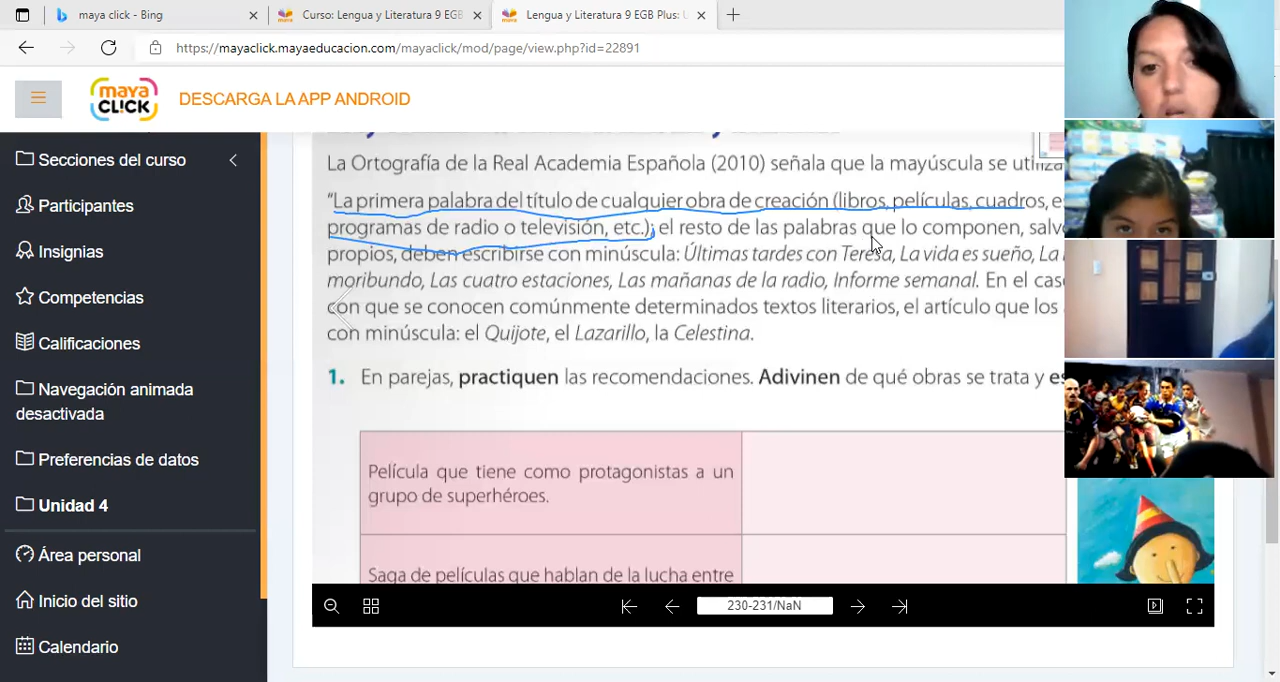 maya click - Bing
Curso: Lengua y Literatura 9 EGB
Lengua y Literatura 9 EGB Plus: U
https://mayaclick.mayaeducacion.com/mayaclick/mod/page/view.php?id=22891
maya
CLICK
DESCARGA LA APP ANDROID
Secciones del curso
Participantes
Insignias
Competencias
Calificaciones
Navegación animada
desactivada
Preferencias de datos
Unidad 4
Área personal
Inicio del sitio
Calendario
La Ortografía de la Real Academia Española (2010) señala que la mayúscula se utiliza
“La primera palabra del título de cualquier obra de creación (libros, películas, cuadros, e
programas de radio o televisión, etc.); el resto de las palabras que lo componen, salv
propios, deben escribirse con minúscula: Últimas tardes con Teresa, La vida es sueño, La
moribundo, Las cuatro estaciones, Las mañanas de la radio, Informe semanal. En el cas
con que se conocen comúnmente determinados textos literarios, el artículo que los
con minúscula: el Quijote, el Lazarillo, la Celestina.
1. En parejas, practiquen las recomendaciones. Adivinen de qué obras se trata y es
Película que tiene como protagonistas a un
grupo de superhéroes.
Saga de películas que hablan de la lucha entre
230-231/NaN